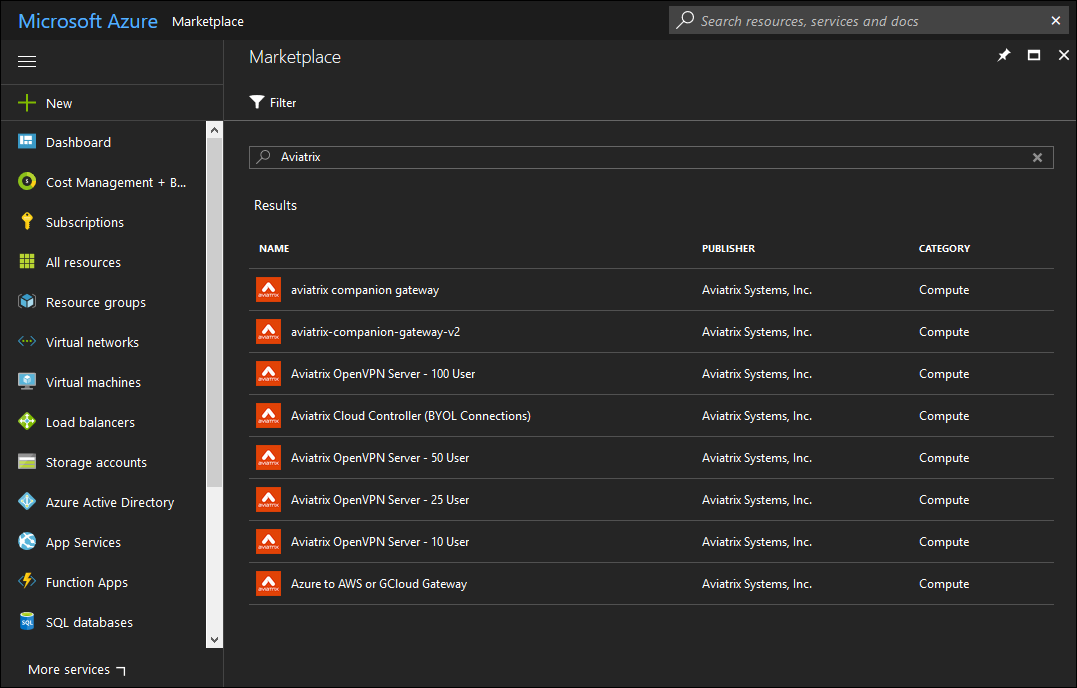 Microsoft Azure Marketplace
Search resources, services and docs
Marketplace
New
Filter
Dashboard
Cost Management + B...
Subscriptions
All resources
Resource groups
Virtual networks
Virtual machines
Load balancers
Storage accounts
Azure Active Directory
App Services
Function Apps
SQL databases
More services
Aviatrix
Results
NAME PUBLISHER CATEGORY
aviatrix companion gateway Aviatrix Systems, Inc. Compute
aviatrix-companion-gateway-v2 Aviatrix Systems, Inc. Compute
Aviatrix OpenVPN Server - 100 User Aviatrix Systems, Inc. Compute
Aviatrix Cloud Controller (BYOL Connections) Aviatrix Systems, Inc. Compute
Aviatrix OpenVPN Server - 50 User Aviatrix Systems, Inc. Compute
Aviatrix OpenVPN Server - 25 User Aviatrix Systems, Inc. Compute
Aviatrix OpenVPN Server - 10 User Aviatrix Systems, Inc. Compute
Azure to AWS or GCloud Gateway Aviatrix Systems, Inc. Compute